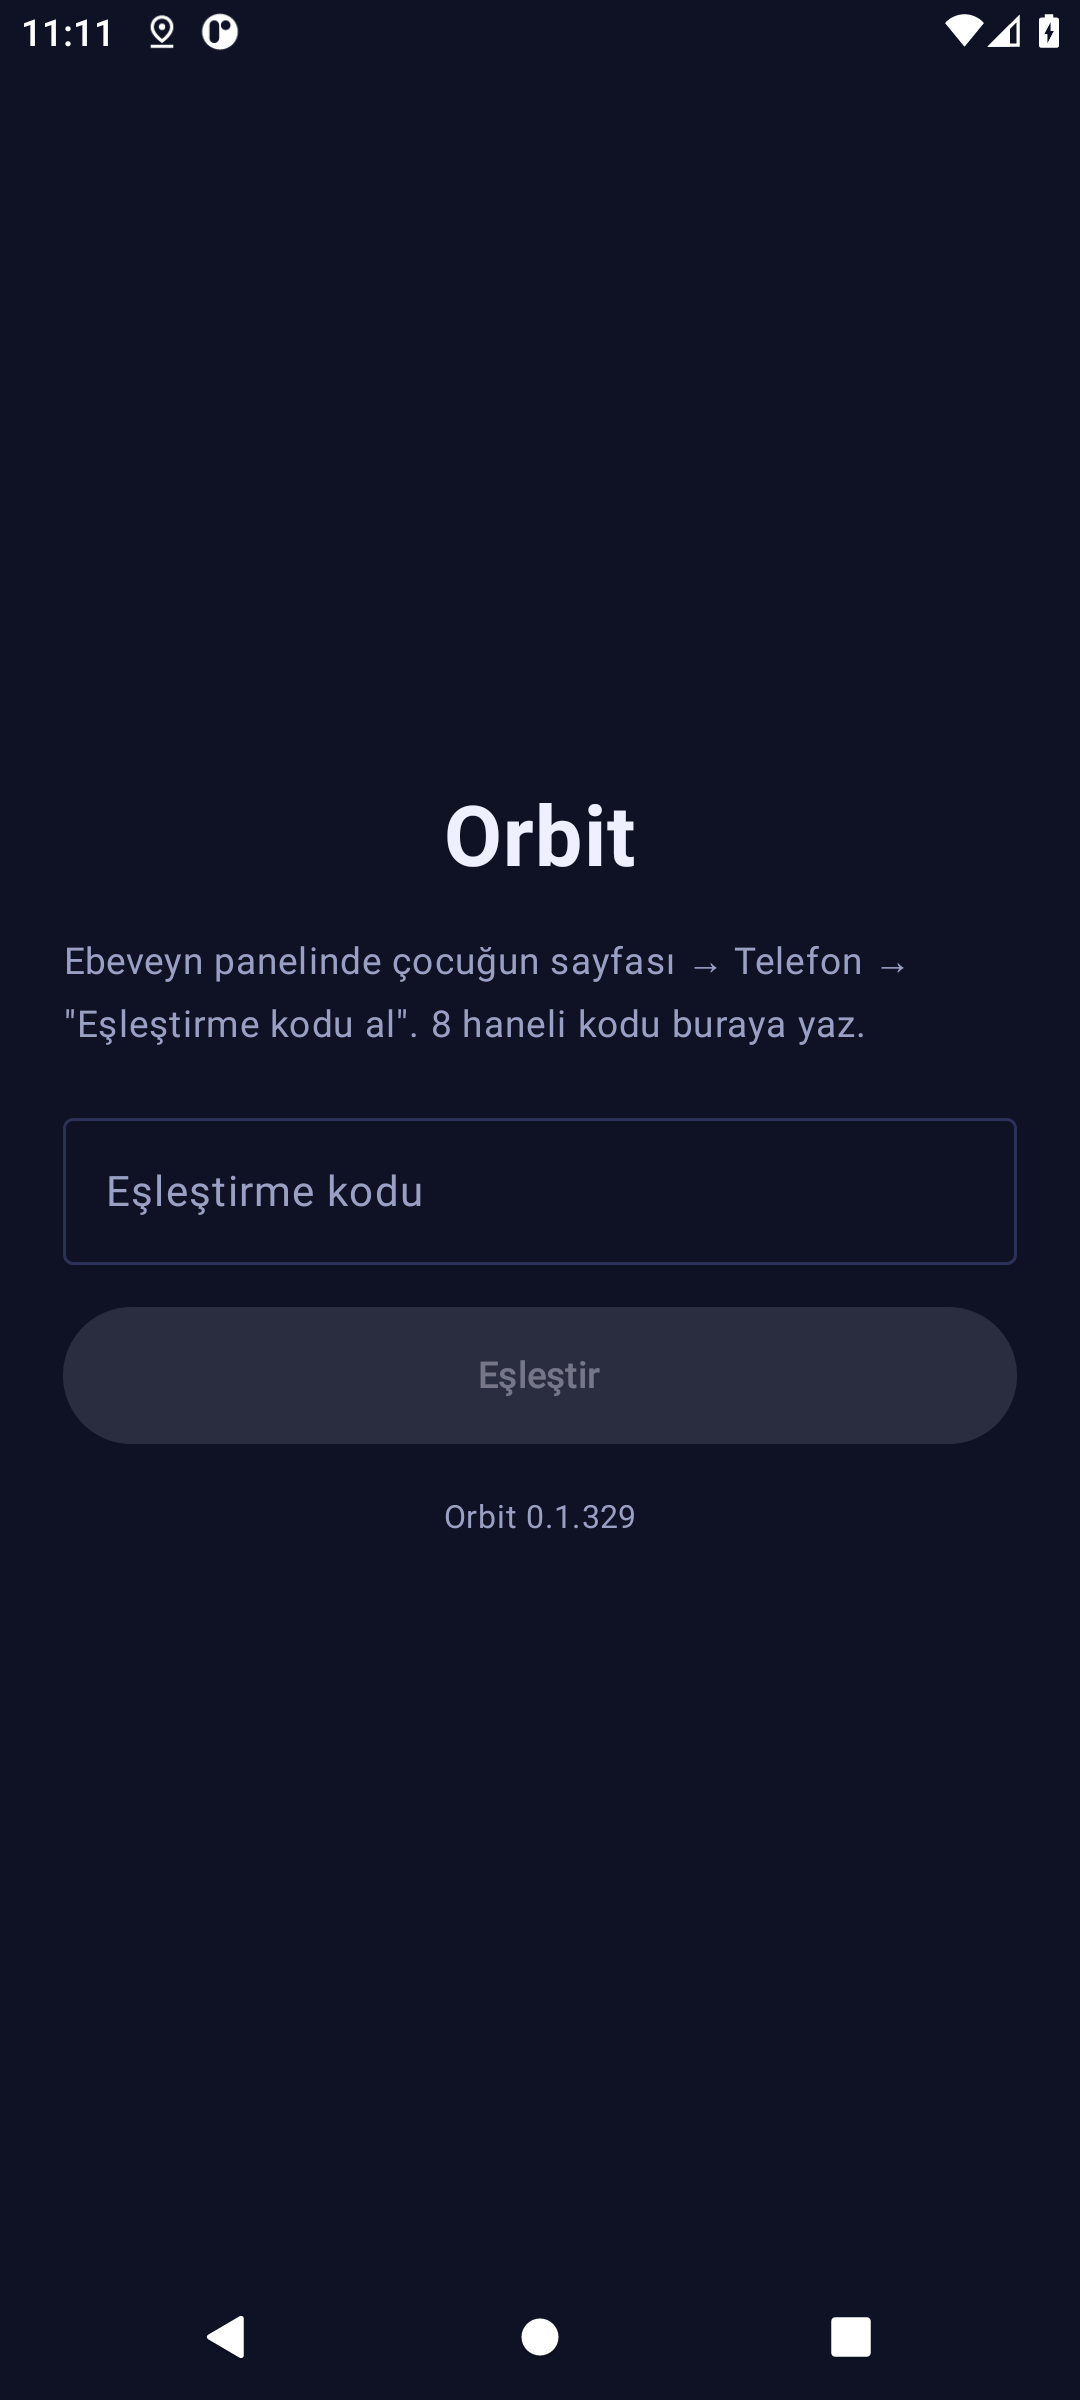 11:11
Orbit
Ebeveyn panelinde çocuğun sayfası → Telefon →
"Eşleştirme kodu al". 8 haneli kodu buraya yaz.
Eşleştirme kodu
Eşleştir
Orbit 0.1.329